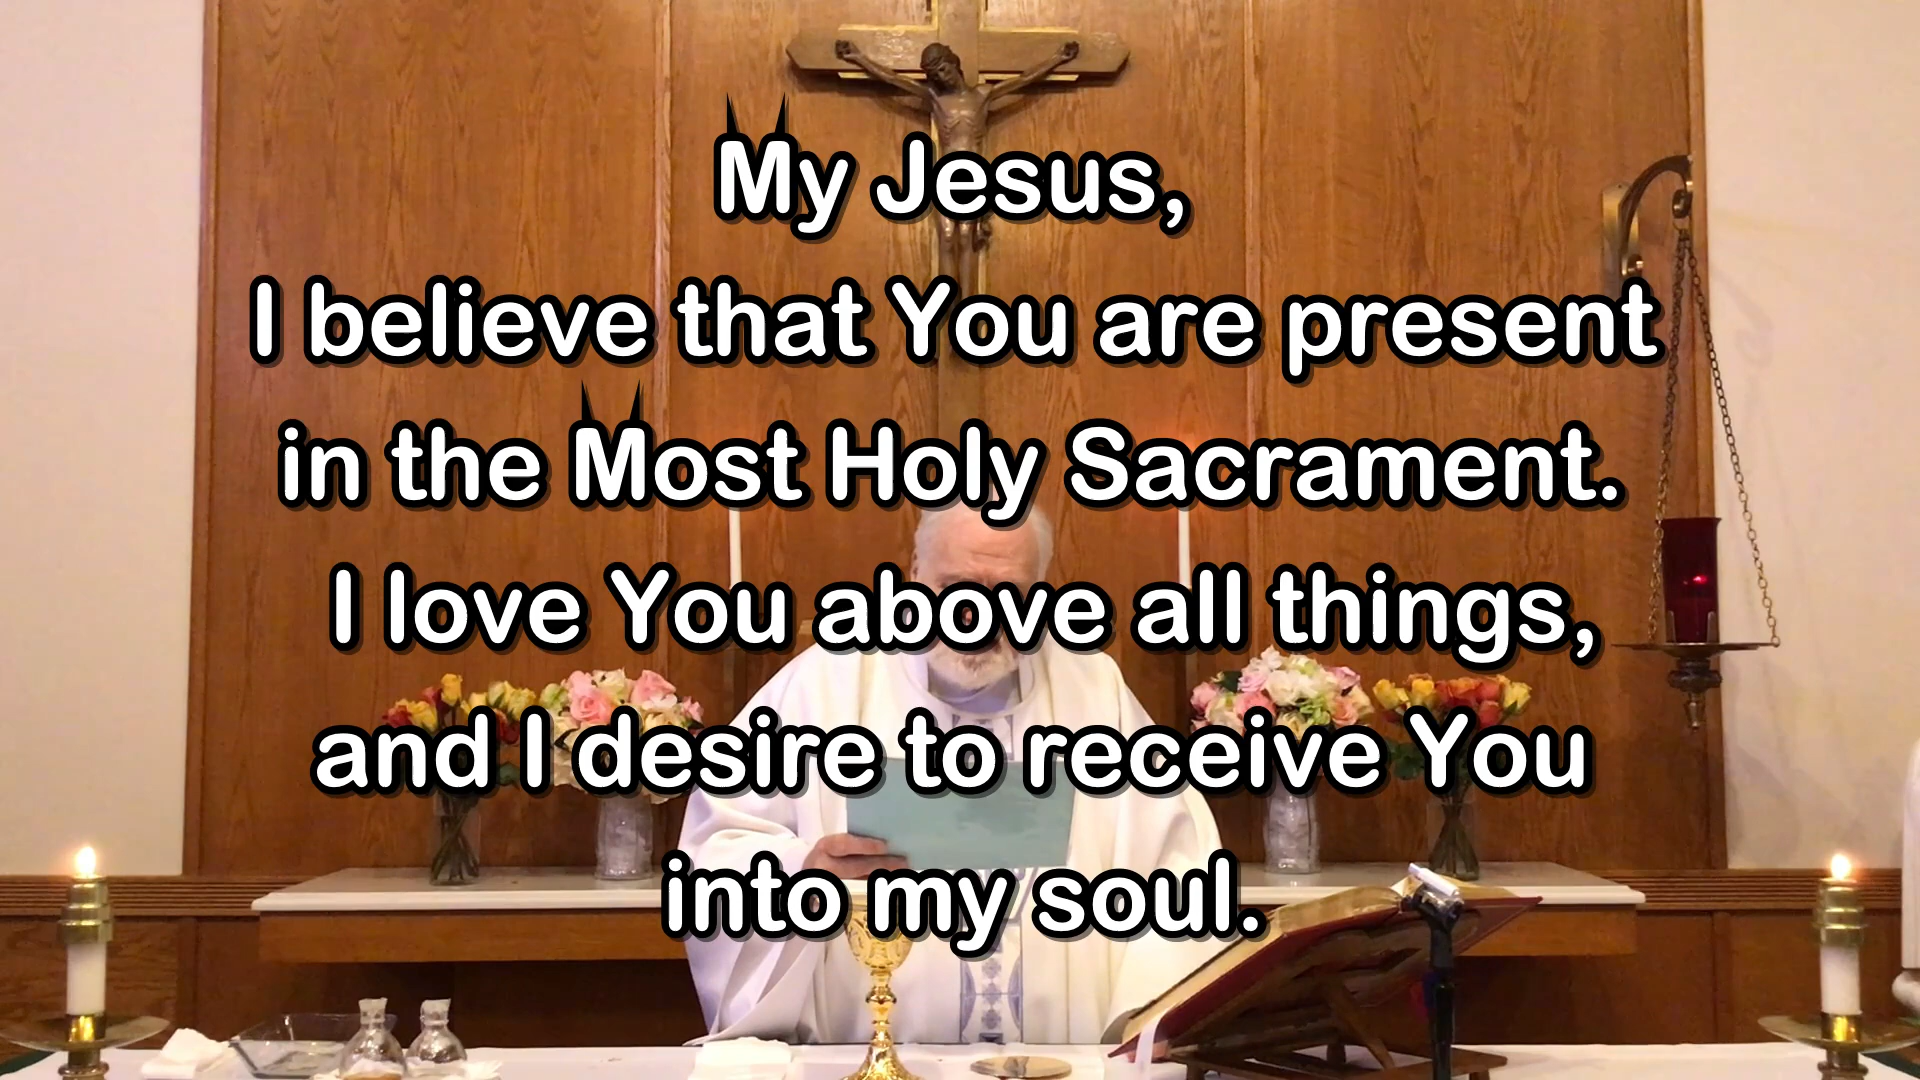 My Jesus,
I believe that You are present
in the Most Holy Sacrament.
I love You above all things,
and I desire to receive You
into my soul.